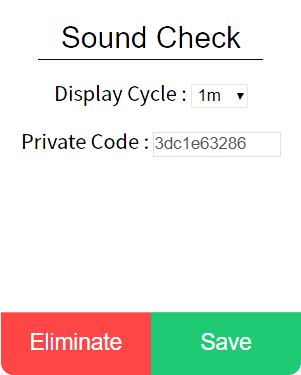 Sound Check
Display Cycle : 1m
Private Code : 3dc1e63286
Eliminate Save